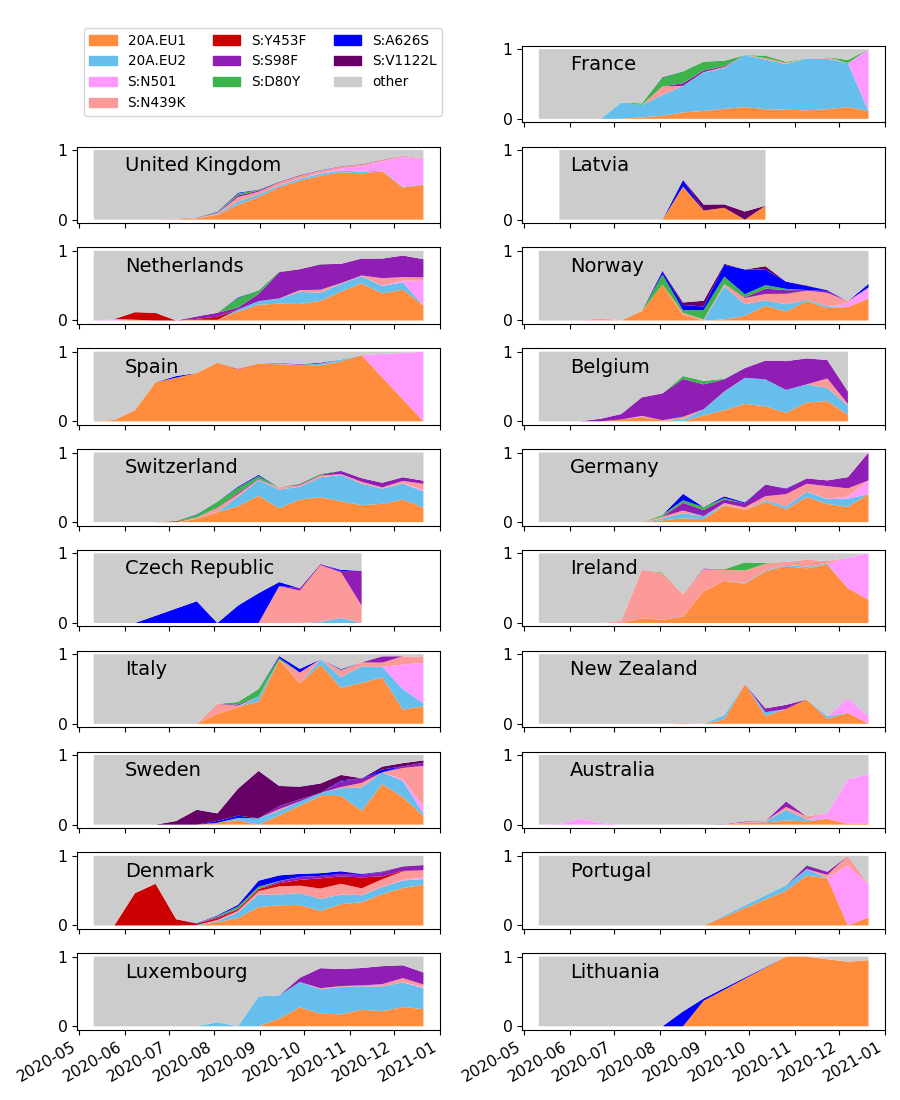 20A.EU1
20A.EU2
S:N501
S:N439K
S:Y453F
S:S98F
S:D80Y
S:A626S
S:V1122L
other
1
0
France
1
0
United Kingdom
1
0
Latvia
1
0
Netherlands
1
0
Norway
1
0
Spain
1
0
Belgium
1
0
Switzerland
1
0
Germany
1
0
Czech Republic
1
0
Ireland
1
0
Italy
1
0
New Zealand
1
0
Sweden
1
0
Australia
1
0
Denmark
1
0
Portugal
1
0
Luxembourg
1
0
Lithuania
2020-05 2020-06 2020-07 2020-08 2020-09 2020-10 2020-11 2020-12 2021-01
2020-05 2020-06 2020-07 2020-08 2020-09 2020-10 2020-11 2020-12 2021-01